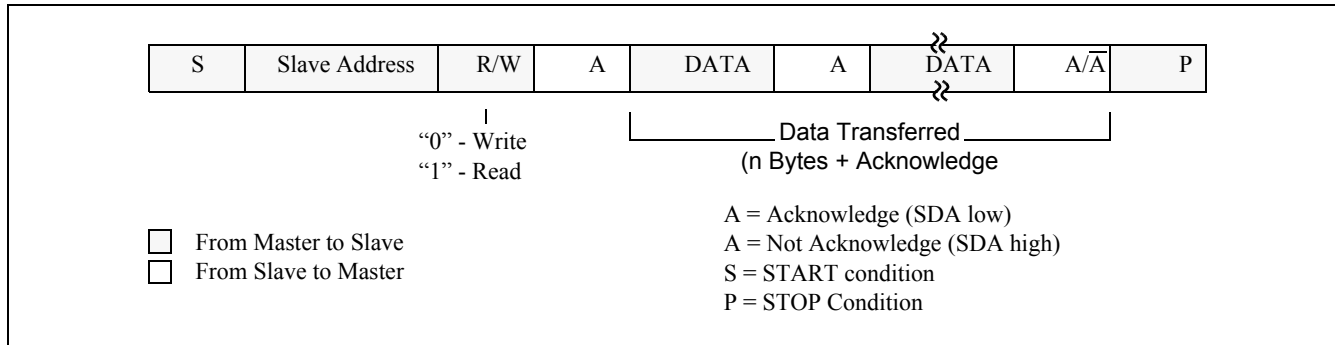 S Slave Address R/W A DATA A DATA A/A̅ P
“0” - Write
“1” - Read
Data Transferred
(n Bytes + Acknowledge
From Master to Slave
From Slave to Master
A = Acknowledge (SDA low)
A = Not Acknowledge (SDA high)
S = START condition
P = STOP Condition